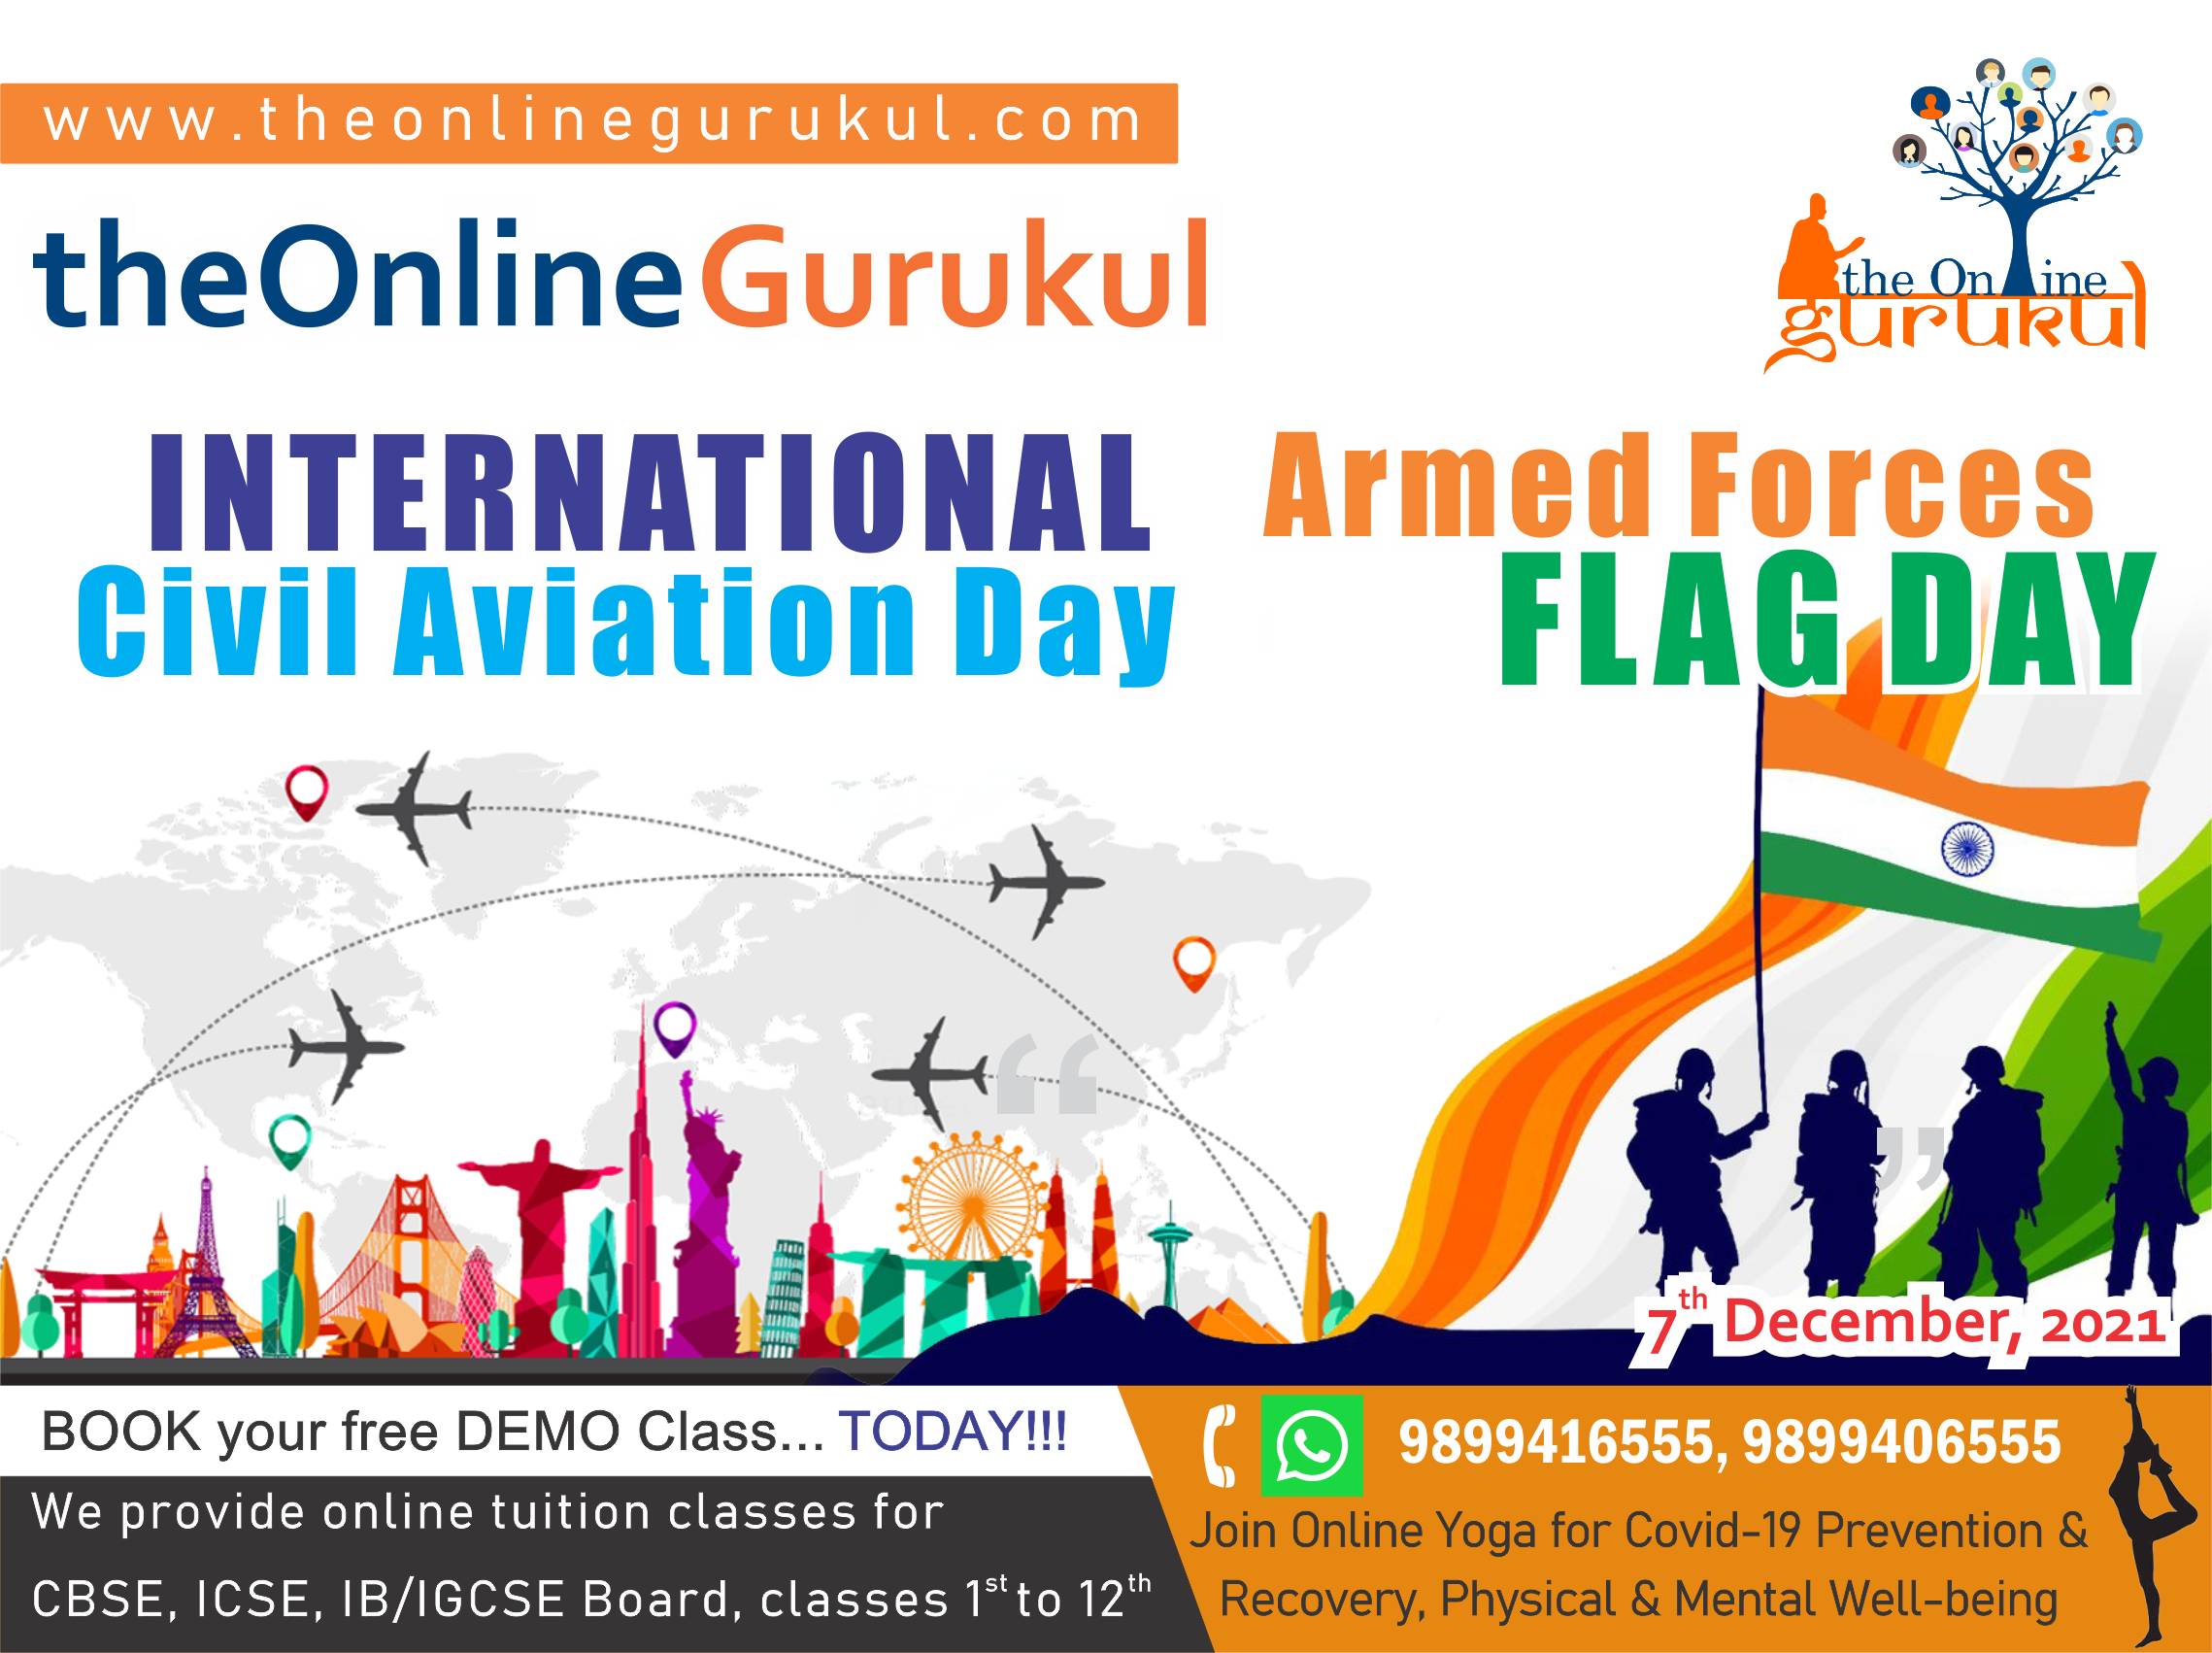 www.theonlinegurukul.com
theOnlineGurukul
the Online
gurukul
INTERNATIONAL
Civil Aviation Day
Armed Forces
FLAG DAY
“
”
7th December, 2021
BOOK your free DEMO Class... TODAY!!!
We provide online tuition classes for
CBSE, ICSE, IB/IGCSE Board, classes 1st to 12th
9899416555, 9899406555
Join Online Yoga for Covid-19 Prevention &
Recovery, Physical & Mental Well-being